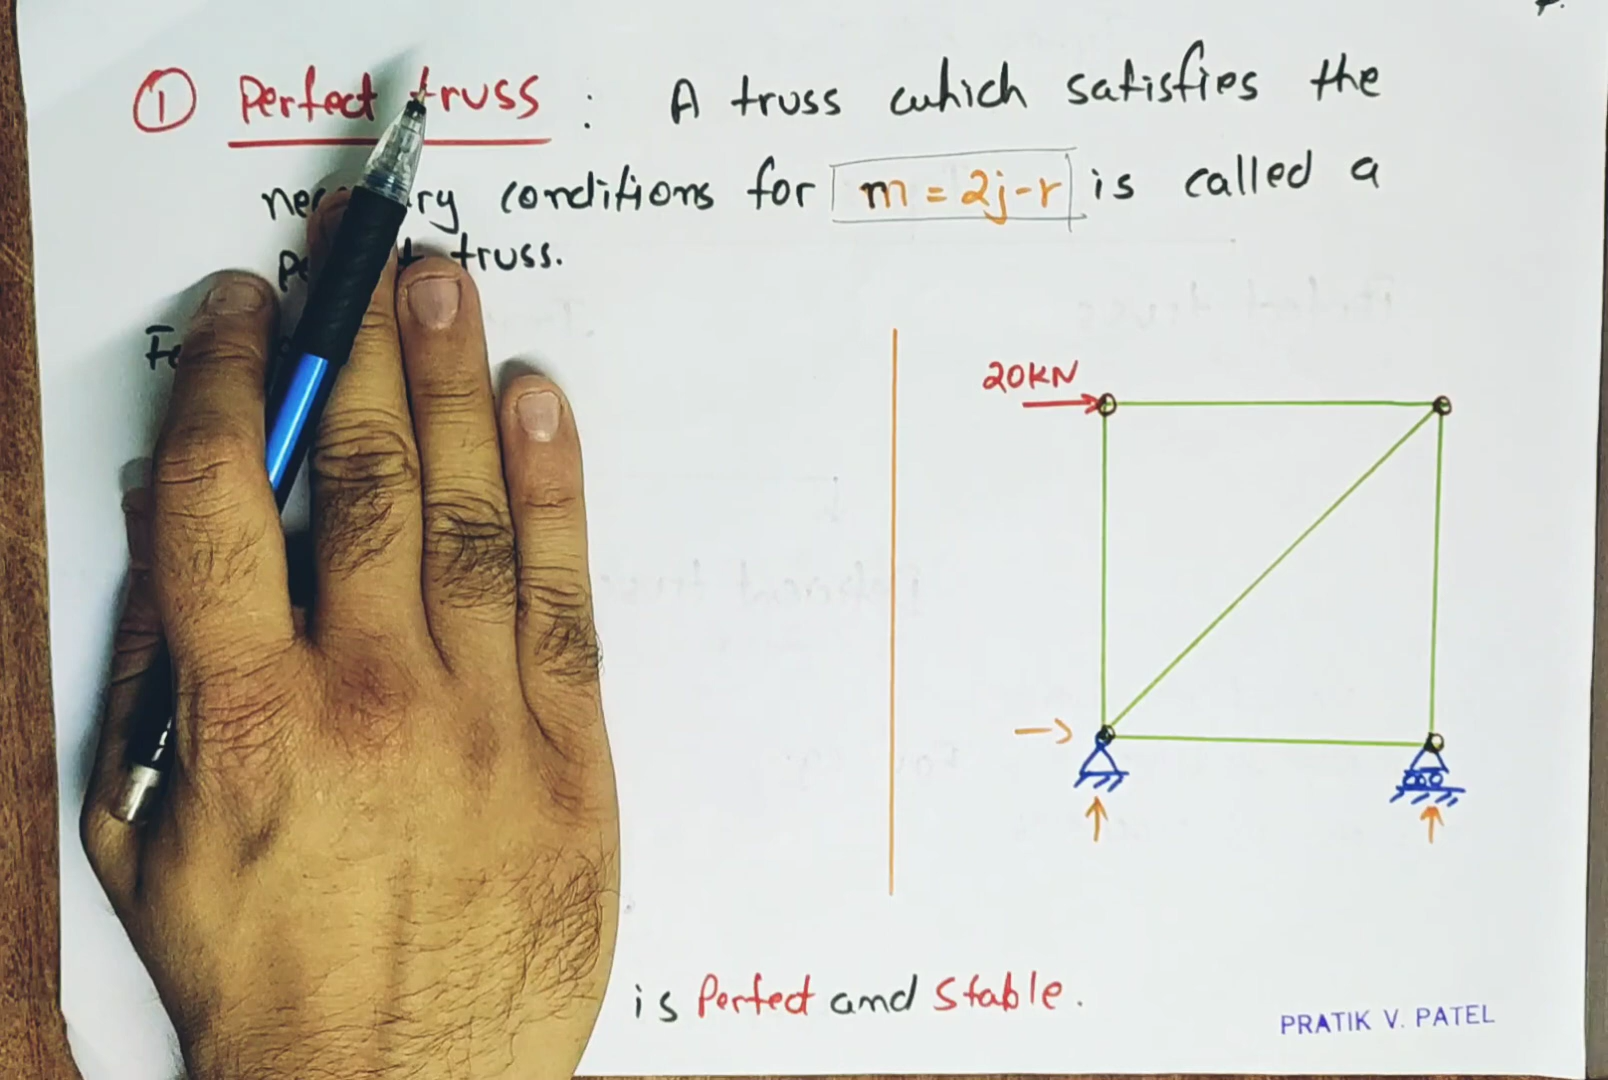 ① Perfect truss : A truss which satisfies the
conditions for m = 2j-r is called a
truss.
20KN
is Perfect and Stable.
PRATIK V. PATEL